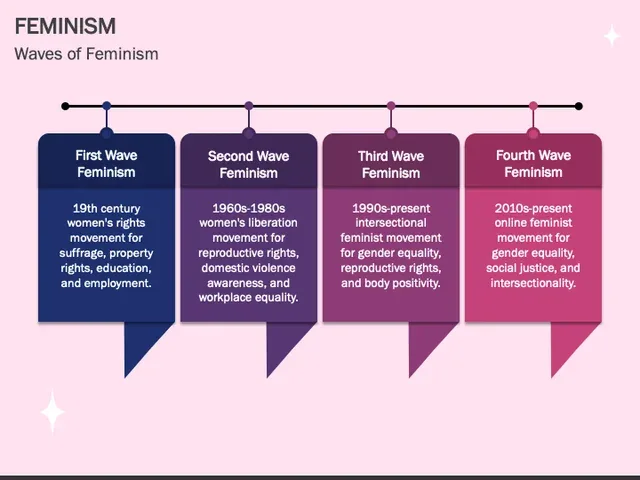 FEMINISM
Waves of Feminism
First Wave
Feminism
19th century
women's rights
movement for
suffrage, property
rights, education,
and employment.
Second Wave
Feminism
1960s-1980s
women's liberation
movement for
reproductive rights,
domestic violence
awareness, and
workplace equality.
Third Wave
Feminism
1990s-present
intersectional
feminist movement
for gender equality,
reproductive rights,
and body positivity.
Fourth Wave
Feminism
2010s-present
online feminist
movement for
gender equality,
social justice, and
intersectionality.